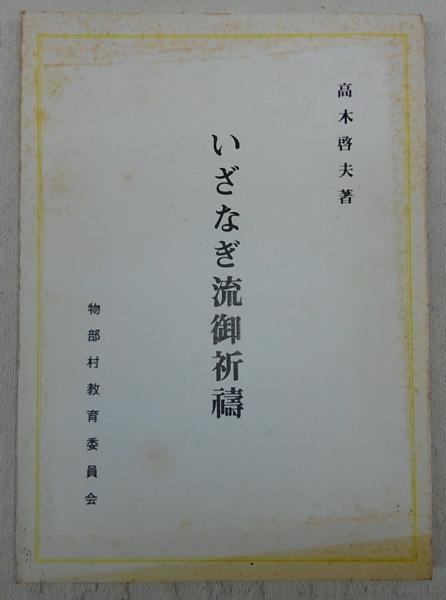 高木啓夫著
いざなぎ流御祈禱
物部村教育委員会